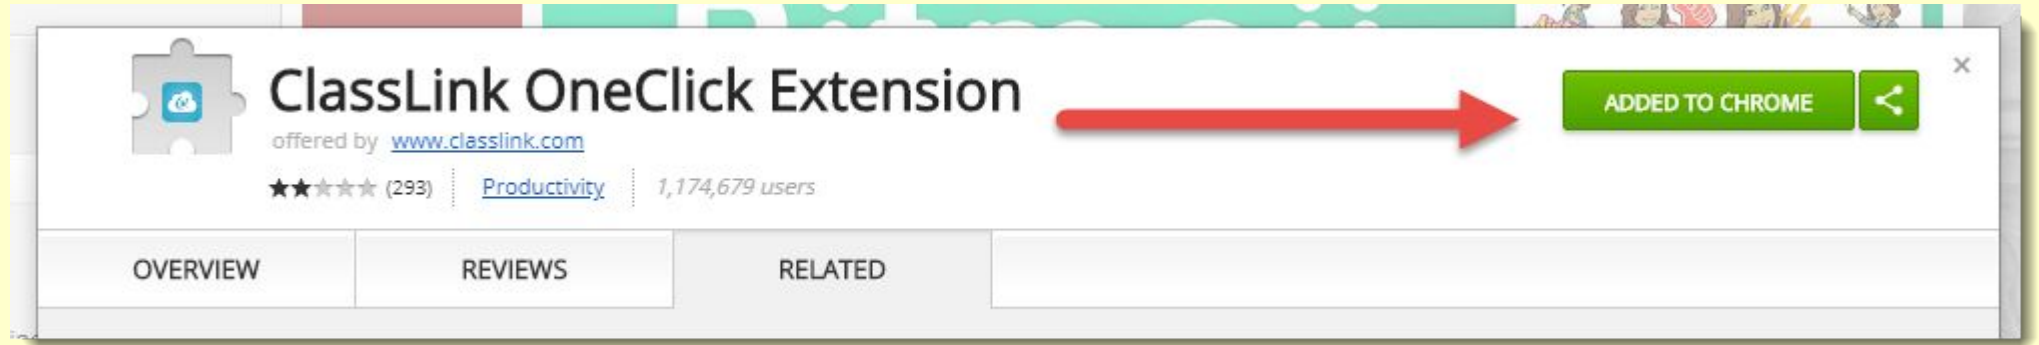 ClassLink OneClick Extension
ADDED TO CHROME
offered by www.classlink.com
(293) Productivity 1,174,679 users
OVERVIEW REVIEWS RELATED